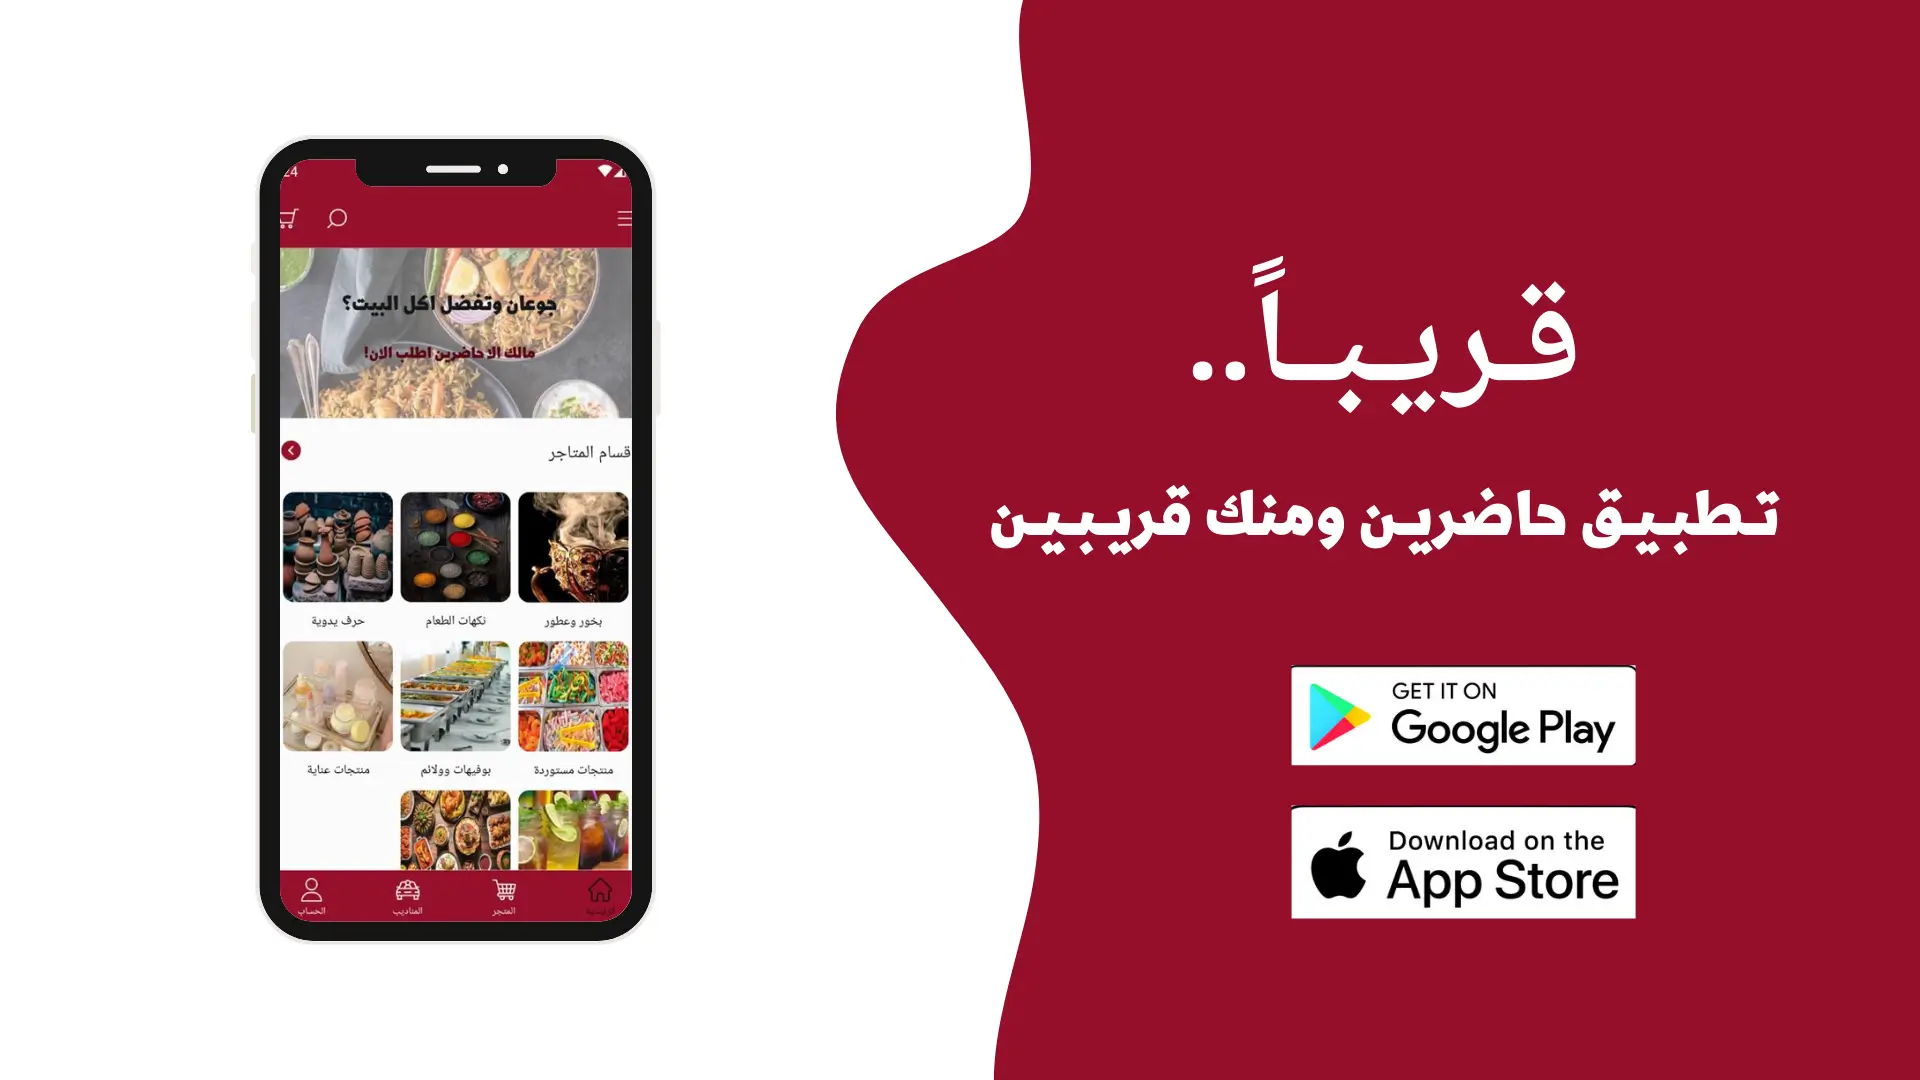 قريباً..
تطبيق حاضرين ومنك قريبين
GET IT ON
Google Play
Download on the
App Store
24
جوعان وتفضل اكل البيت؟
مالك الا حاضرين اطلب الان!
قسام المتاجر
بخور وعطور
نكهات الطعام
حرف يدوية
منتجات مستوردة
بوفيهات وولائم
منتجات عناية
الرئيسية
المتجر
المناديب
الحساب